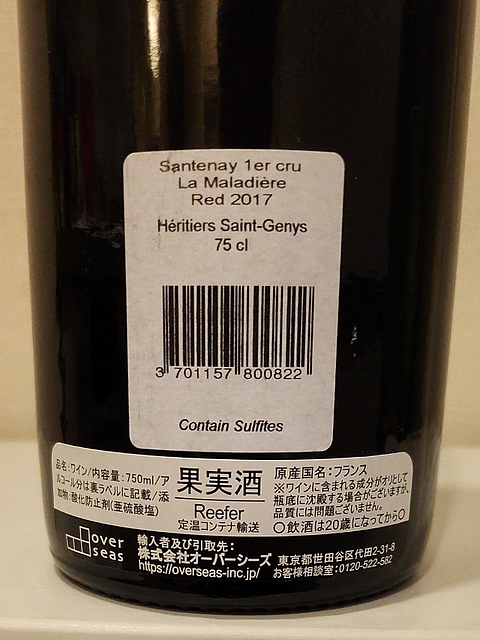 Santenay 1er cru
La Maladière
Red 2017
Héritiers Saint-Genys
75 cl
3 701157 800822
Contain Sulfites
品名:ワイン/内容量:750ml/ア
ルコール分は裏ラベルに記載/添
加物:酸化防止剤(亜硫酸塩)
果実酒
Reefer
定温コンテナ輸送
原産国名:フランス
※ワインに含まれる成分がオリとして
瓶底に沈殿する場合がございますが、
品質には問題ございません。
○飲酒は20歳になってから○
over
seas
輸入者及び引取先:
株式会社オーバーシーズ 東京都世田谷区代田2-31-8
https://overseas-inc.jp/ お客様相談室:0120-522-582